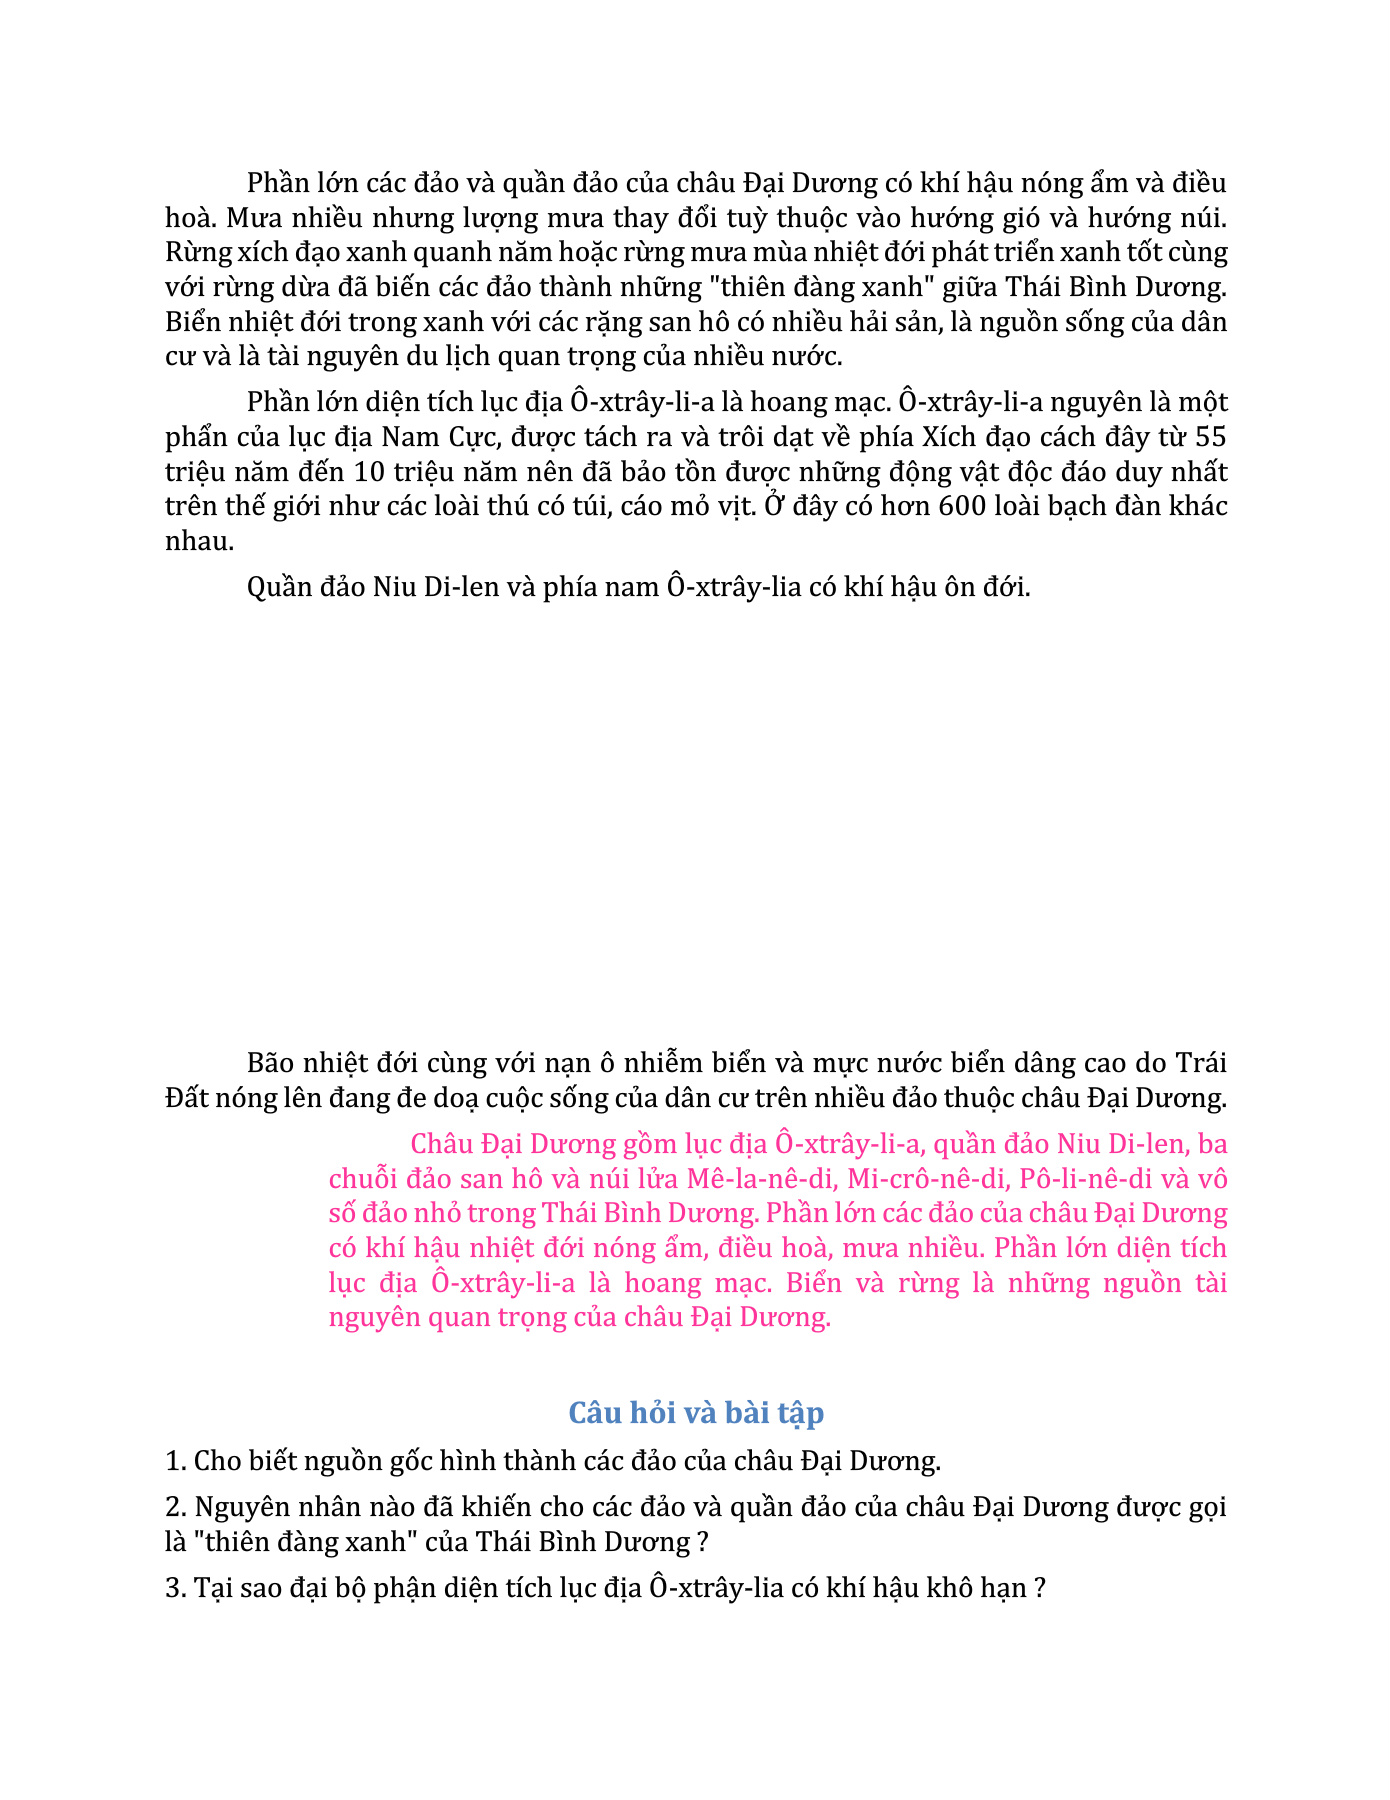 Phần lớn các đảo và quần đảo của châu Đại Dương có khí hậu nóng ẩm và điều
hoà. Mưa nhiều nhưng lượng mưa thay đổi tuỳ thuộc vào hướng gió và hướng núi.
Rừng xích đạo xanh quanh năm hoặc rừng mưa mùa nhiệt đới phát triển xanh tốt cùng
với rừng dừa đã biến các đảo thành những "thiên đàng xanh" giữa Thái Bình Dương.
Biển nhiệt đới trong xanh với các rặng san hô có nhiều hải sản, là nguồn sống của dân
cư và là tài nguyên du lịch quan trọng của nhiều nước.
Phần lớn diện tích lục địa Ô-xtrây-li-a là hoang mạc. Ô-xtrây-li-a nguyên là một
phẩn của lục địa Nam Cực, được tách ra và trôi dạt về phía Xích đạo cách đây từ 55
triệu năm đến 10 triệu năm nên đã bảo tồn được những động vật độc đáo duy nhất
trên thế giới như các loài thú có túi, cáo mỏ vịt. Ở đây có hơn 600 loài bạch đàn khác
nhau.
Quần đảo Niu Di-len và phía nam Ô-xtrây-lia có khí hậu ôn đới.
Bão nhiệt đới cùng với nạn ô nhiễm biển và mực nước biển dâng cao do Trái
Đất nóng lên đang đe doạ cuộc sống của dân cư trên nhiều đảo thuộc châu Đại Dương.
Châu Đại Dương gồm lục địa Ô-xtrây-li-a, quần đảo Niu Di-len, ba
chuỗi đảo san hô và núi lửa Mê-la-nê-di, Mi-crô-nê-di, Pô-li-nê-di và vô
số đảo nhỏ trong Thái Bình Dương. Phần lớn các đảo của châu Đại Dương
có khí hậu nhiệt đới nóng ẩm, điều hoà, mưa nhiều. Phần lớn diện tích
lục địa Ô-xtrây-li-a là hoang mạc. Biển và rừng là những nguồn tài
nguyên quan trọng của châu Đại Dương.
Câu hỏi và bài tập
1. Cho biết nguồn gốc hình thành các đảo của châu Đại Dương.
2. Nguyên nhân nào đã khiến cho các đảo và quần đảo của châu Đại Dương được gọi
là "thiên đàng xanh" của Thái Bình Dương ?
3. Tại sao đại bộ phận diện tích lục địa Ô-xtrây-lia có khí hậu khô hạn ?